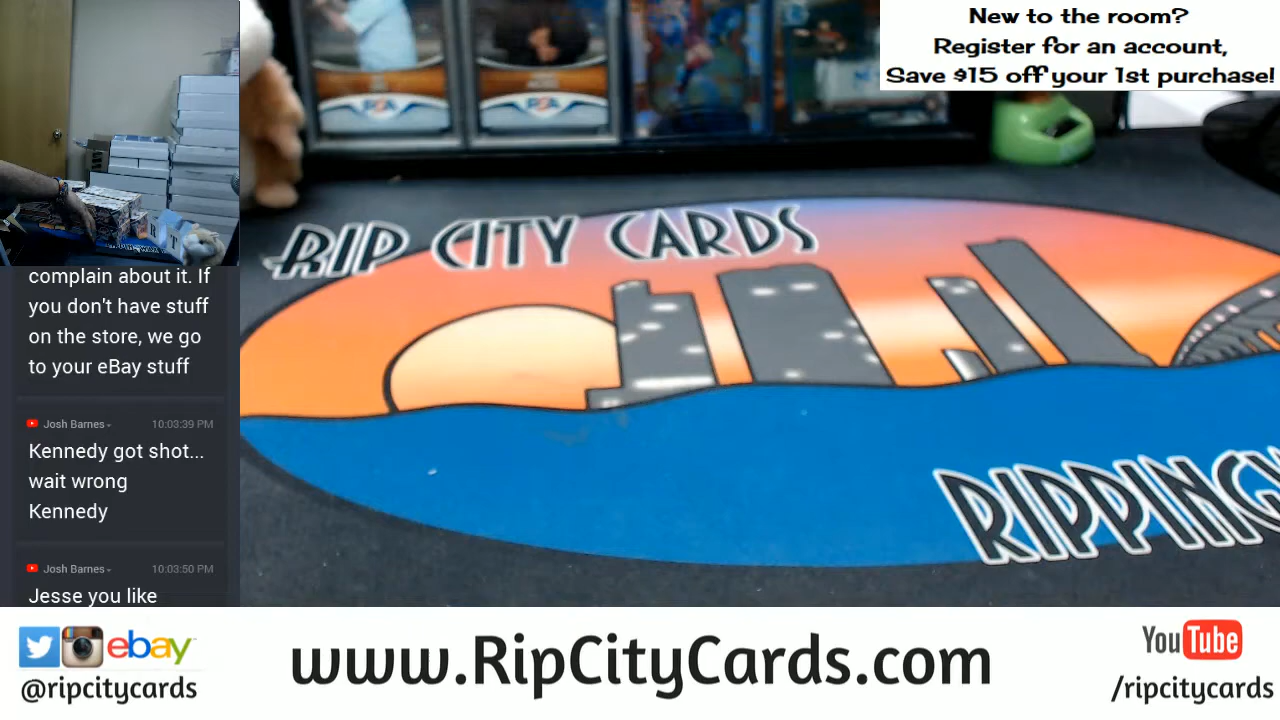 New to the room?
Register for an account,
Save $15 off your 1st purchase!
RIP CITY CARDS
complain about it. If
you don't have stuff
on the store, we go
to your eBay stuff
Josh Barnes
10:03:39 PM
Kennedy got shot...
wait wrong
Kennedy
Josh Barnes
10:03:50 PM
Jesse you like
ebay
@ripcitycards
www.RipCityCards.com
You Tube
/ripcitycards